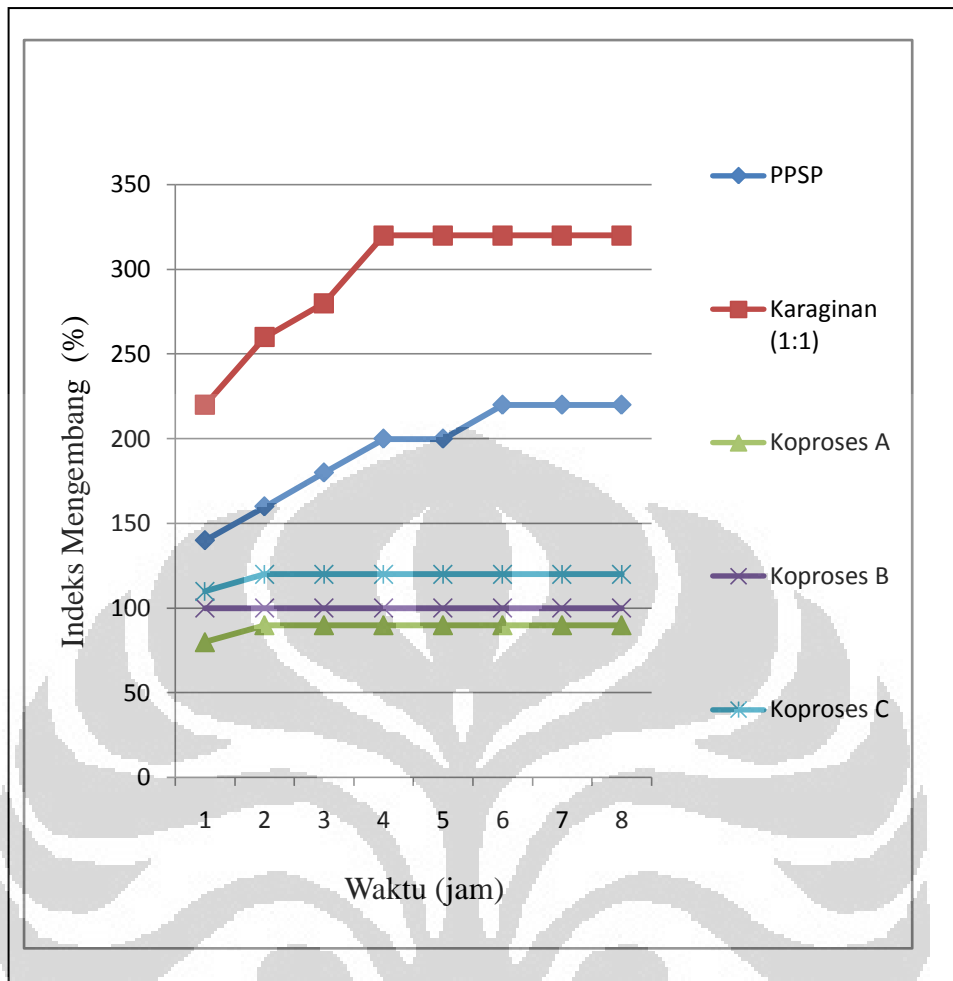 350
300
250
200
150
100
50
0
Indeks Mengembang (%)
1 2 3 4 5 6 7 8
Waktu (jam)
PPSP
Karaginan
(1:1)
Koproses A
Koproses B
Koproses C